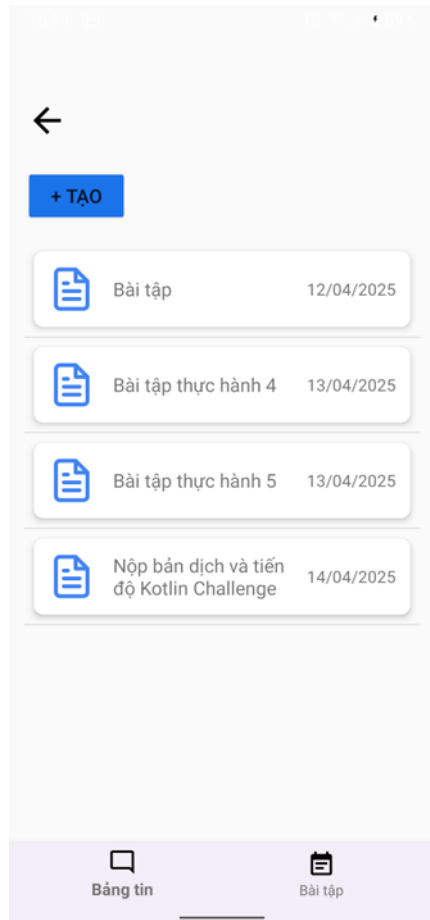 + TẠO
Bài tập 12/04/2025
Bài tập thực hành 4 13/04/2025
Bài tập thực hành 5 13/04/2025
Nộp bản dịch và tiến
độ Kotlin Challenge 14/04/2025
Bảng tin Bài tập